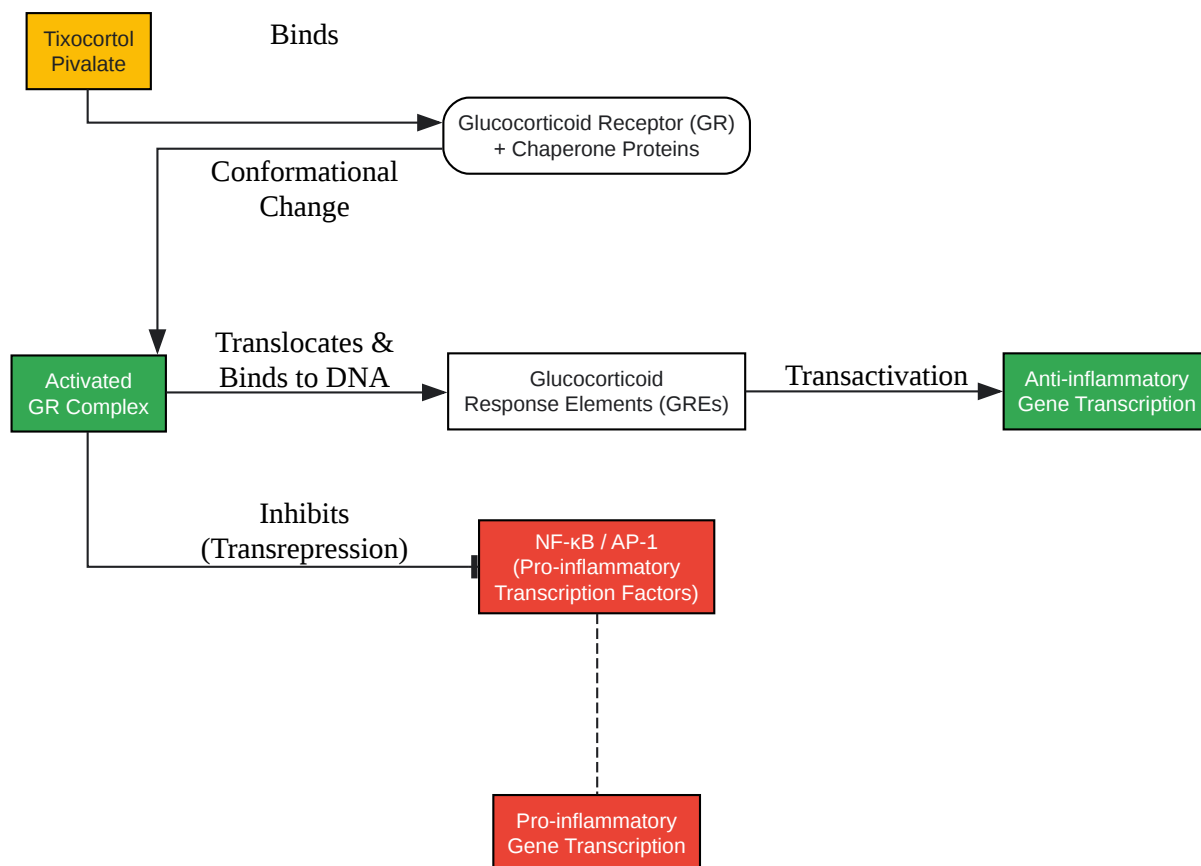 Tixocortol
Pivalate
Binds
Glucocorticoid Receptor (GR)
+ Chaperone Proteins
Conformational
Change
Activated
GR Complex
Translocates &
Binds to DNA
Glucocorticoid
Response Elements (GREs)
Transactivation
Anti-inflammatory
Gene Transcription
Inhibits
(Transrepression)
NF-κB / AP-1
(Pro-inflammatory
Transcription Factors)
Pro-inflammatory
Gene Transcription